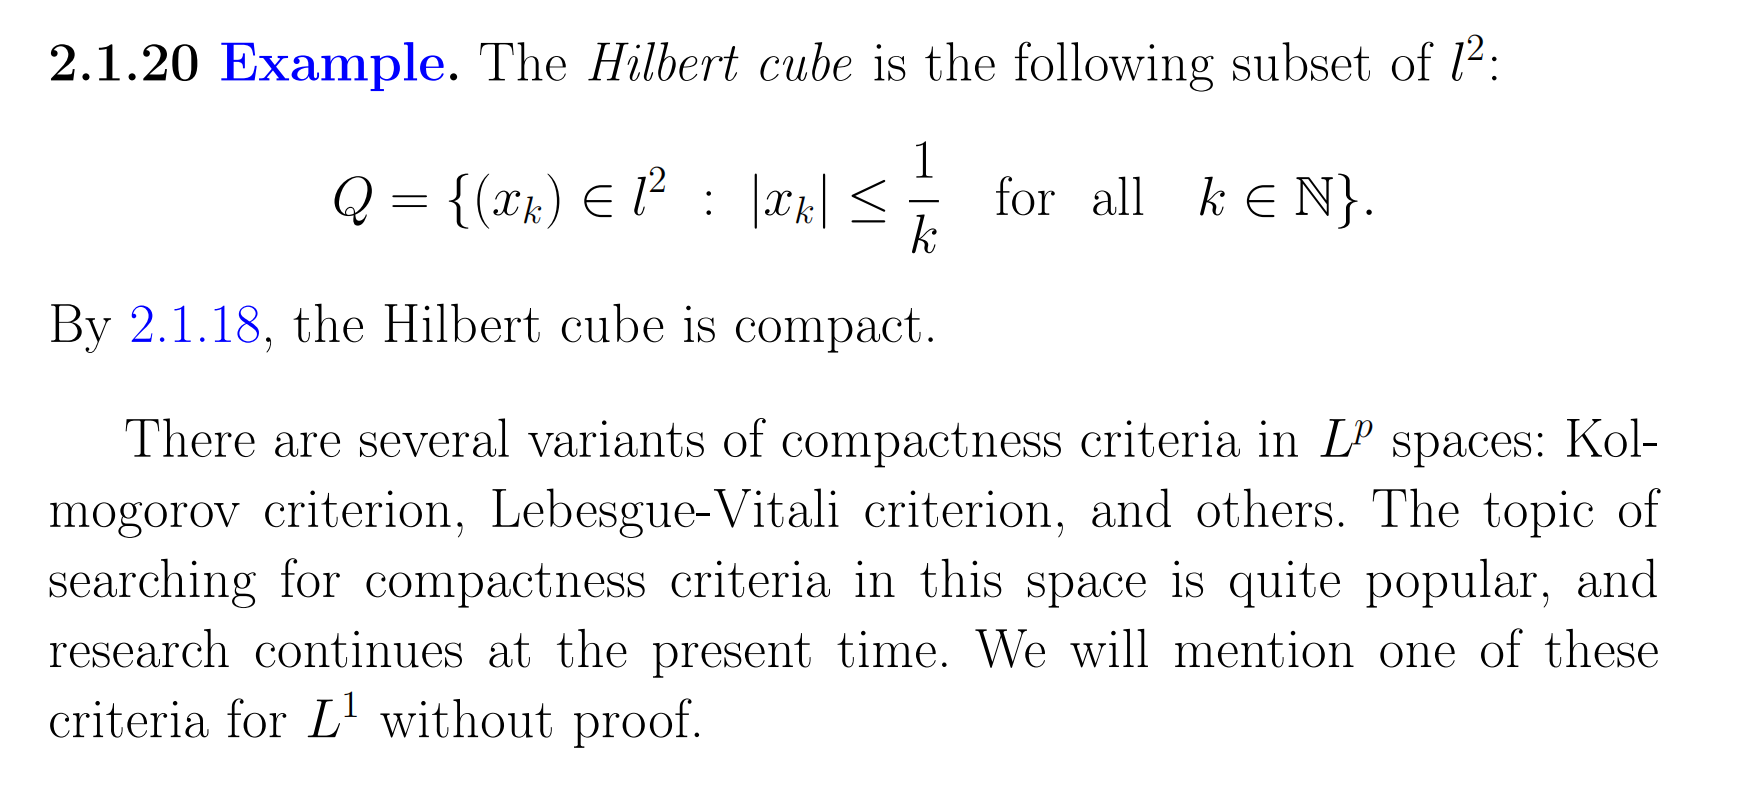 2.1.20 Example. The Hilbert cube is the following subset of l²:
Q = {(xₖ) ∈ l² : |xₖ| ≤ 1/k for all k ∈ ℕ}.
By 2.1.18, the Hilbert cube is compact.
There are several variants of compactness criteria in Lᵖ spaces: Kol-
mogorov criterion, Lebesgue-Vitali criterion, and others. The topic of
searching for compactness criteria in this space is quite popular, and
research continues at the present time. We will mention one of these
criteria for L¹ without proof.